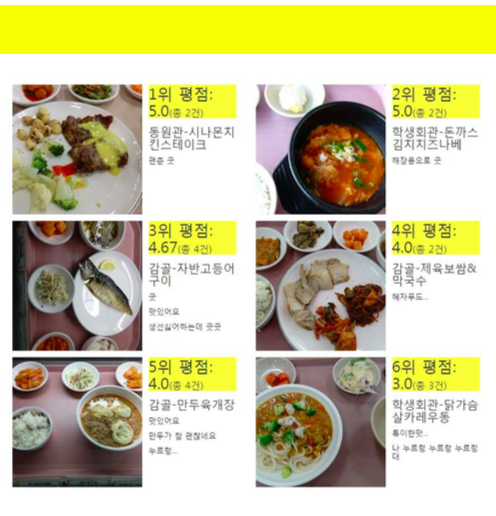 1위 평점:
5.0(총 2건)
동원관-시나몬치
킨스테이크
괜춘 굿
2위 평점:
5.0(총 2건)
학생회관-돈까스
김치치즈나베
해장용으로 굿
3위 평점:
4.67(총 4건)
감골-자반고등어
구이
굿
맛있어요
생선싫어하는데 굿굿
4위 평점:
4.0(총 2건)
감골-제육보쌈&
막국수
혜자푸드...
5위 평점:
4.0(총 4건)
감골-만두육개장
맛있어요
만두가 참 괜찮네요
누르렁...
6위 평점:
3.0(총 3건)
학생회관-닭가슴
살카레우동
특이한맛...
나 누르렁 누르렁 누르렁
대